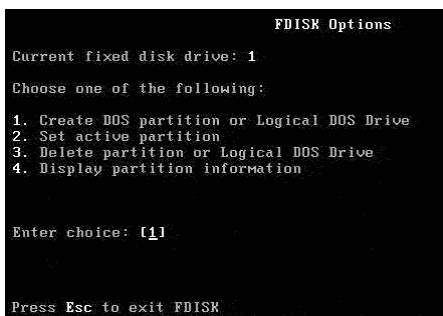 FDISK Options
Current fixed disk drive: 1
Choose one of the following:
1. Create DOS partition or Logical DOS Drive
2. Set active partition
3. Delete partition or Logical DOS Drive
4. Display partition information
Enter choice: [1]
Press Esc to exit FDISK